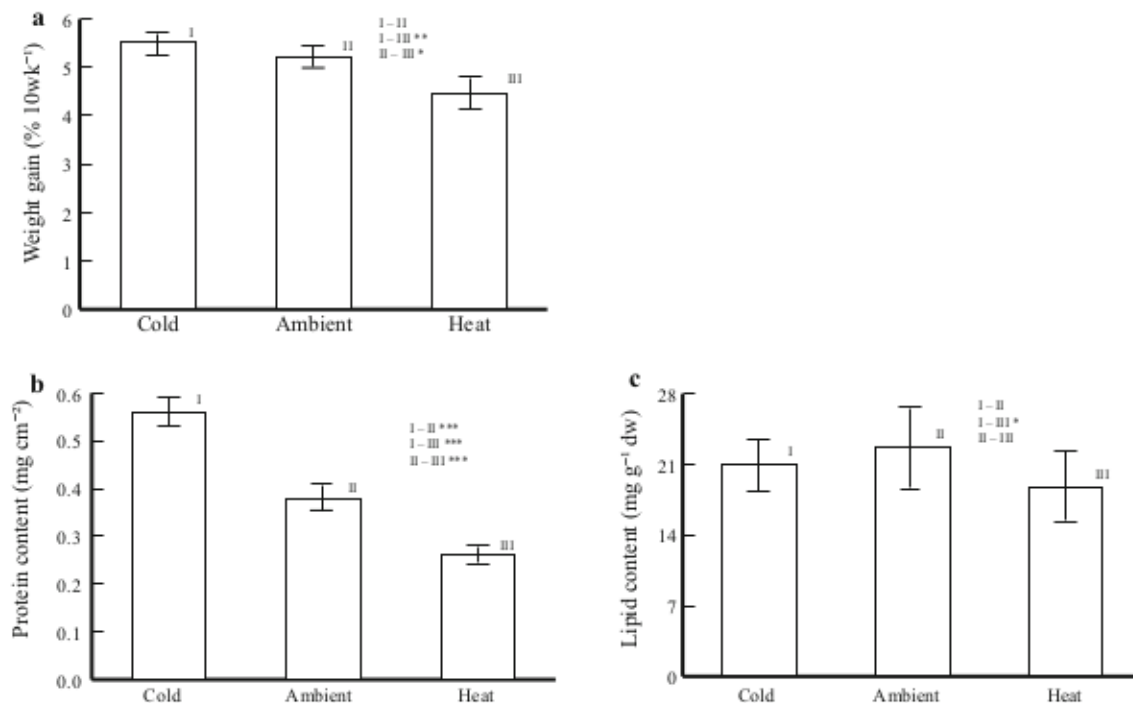 a
Weight gain (% 10wk⁻¹)
6
5
4
3
2
1
0
I
II
III
I – II
I – III **
II – III *
Cold Ambient Heat
b
Protein content (mg cm⁻²)
0.6
0.5
0.4
0.3
0.2
0.1
0.0
I
II
III
I – II ***
I – III ***
II – III ***
Cold Ambient Heat
c
Lipid content (mg g⁻¹ dw)
28
21
14
7
0
I
II
III
I – II
I – III *
II – III
Cold Ambient Heat